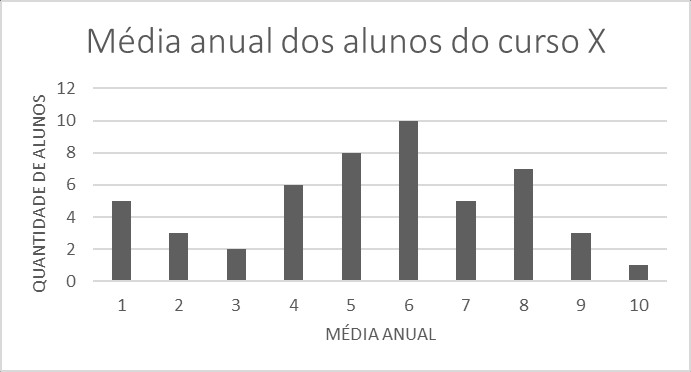 Média anual dos alunos do curso X
QUANTIDADE DE ALUNOS
12
10
8
6
4
2
0
1 2 3 4 5 6 7 8 9 10
MÉDIA ANUAL